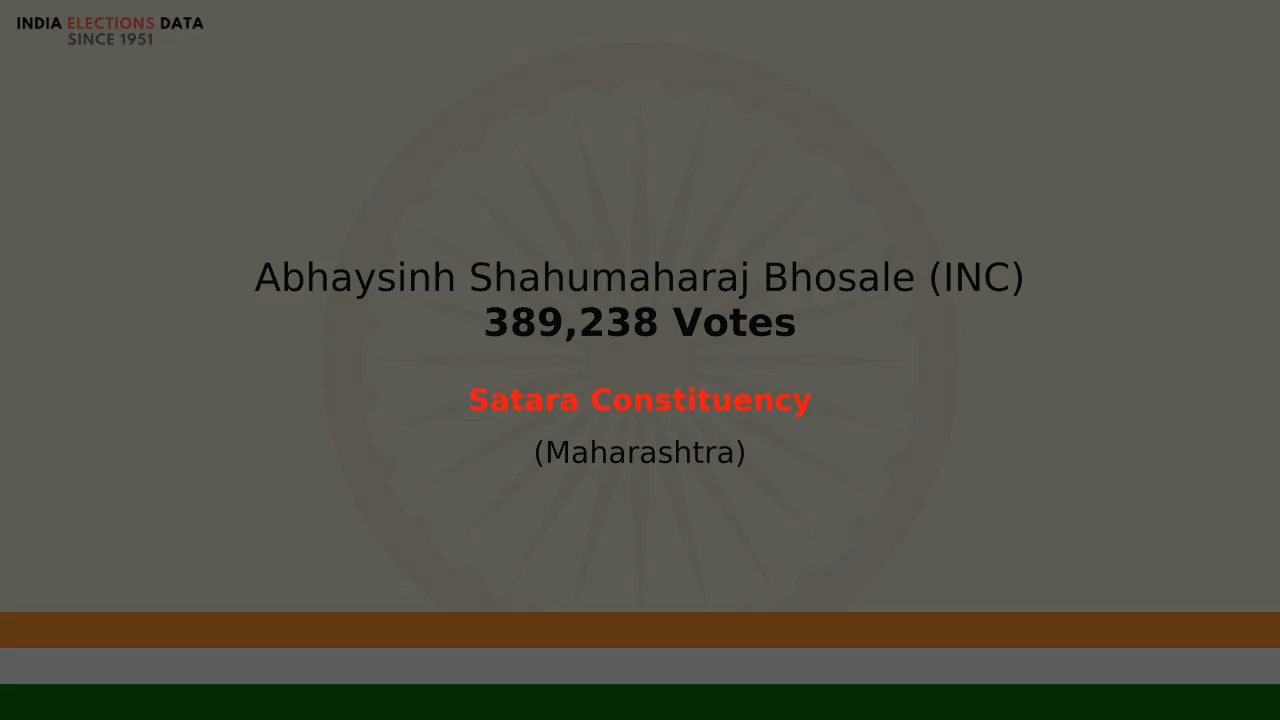 INDIA ELECTIONS DATA
SINCE 1951
Abhaysinh Shahumaharaj Bhosale (INC)
389,238 Votes
Satara Constituency
(Maharashtra)